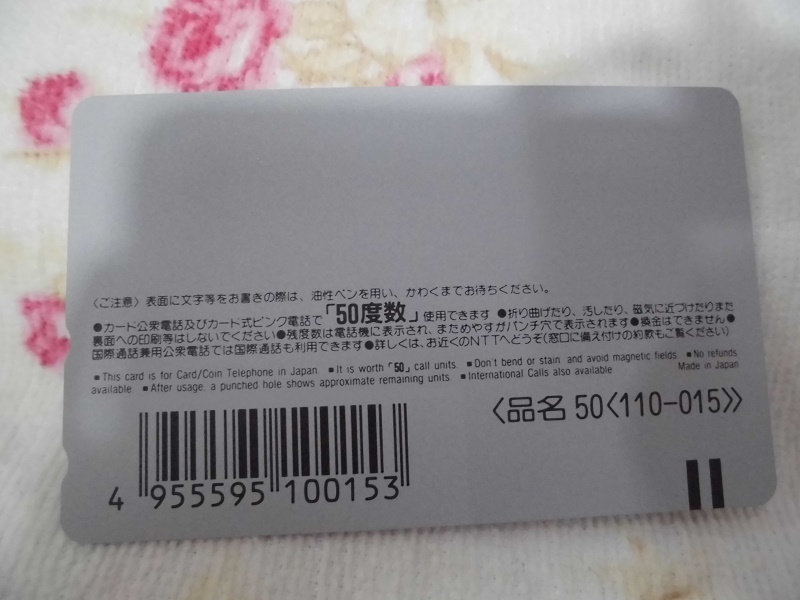 〈ご注意〉表面に文字等をお書きの際は、油性ペンを用い、かわくまでお待ちください。
●カード公衆電話及びカード式ピンク電話で「50度数」使用できます ●折り曲げたり、汚したり、磁気に近づけたりまた
裏面への印刷等はしないでください●残度数は電話機に表示され、まためやすがパンチ穴で表示されます●換金はできません●
国際通話兼用公衆電話では国際通話も利用できます●詳しくは、お近くのNTTへどうぞ(窓口に備え付けの約款もご覧ください)
■This card is for Card/Coin Telephone in Japan. ■It is worth「50」call units. ■Don't bend or stain and avoid magnetic fields. ■No refunds
available. ■After usage, a punched hole shows approximate remaining units. ■International Calls also available. Made in Japan
〈品名 50〈110-015〉〉
4 955595 100153